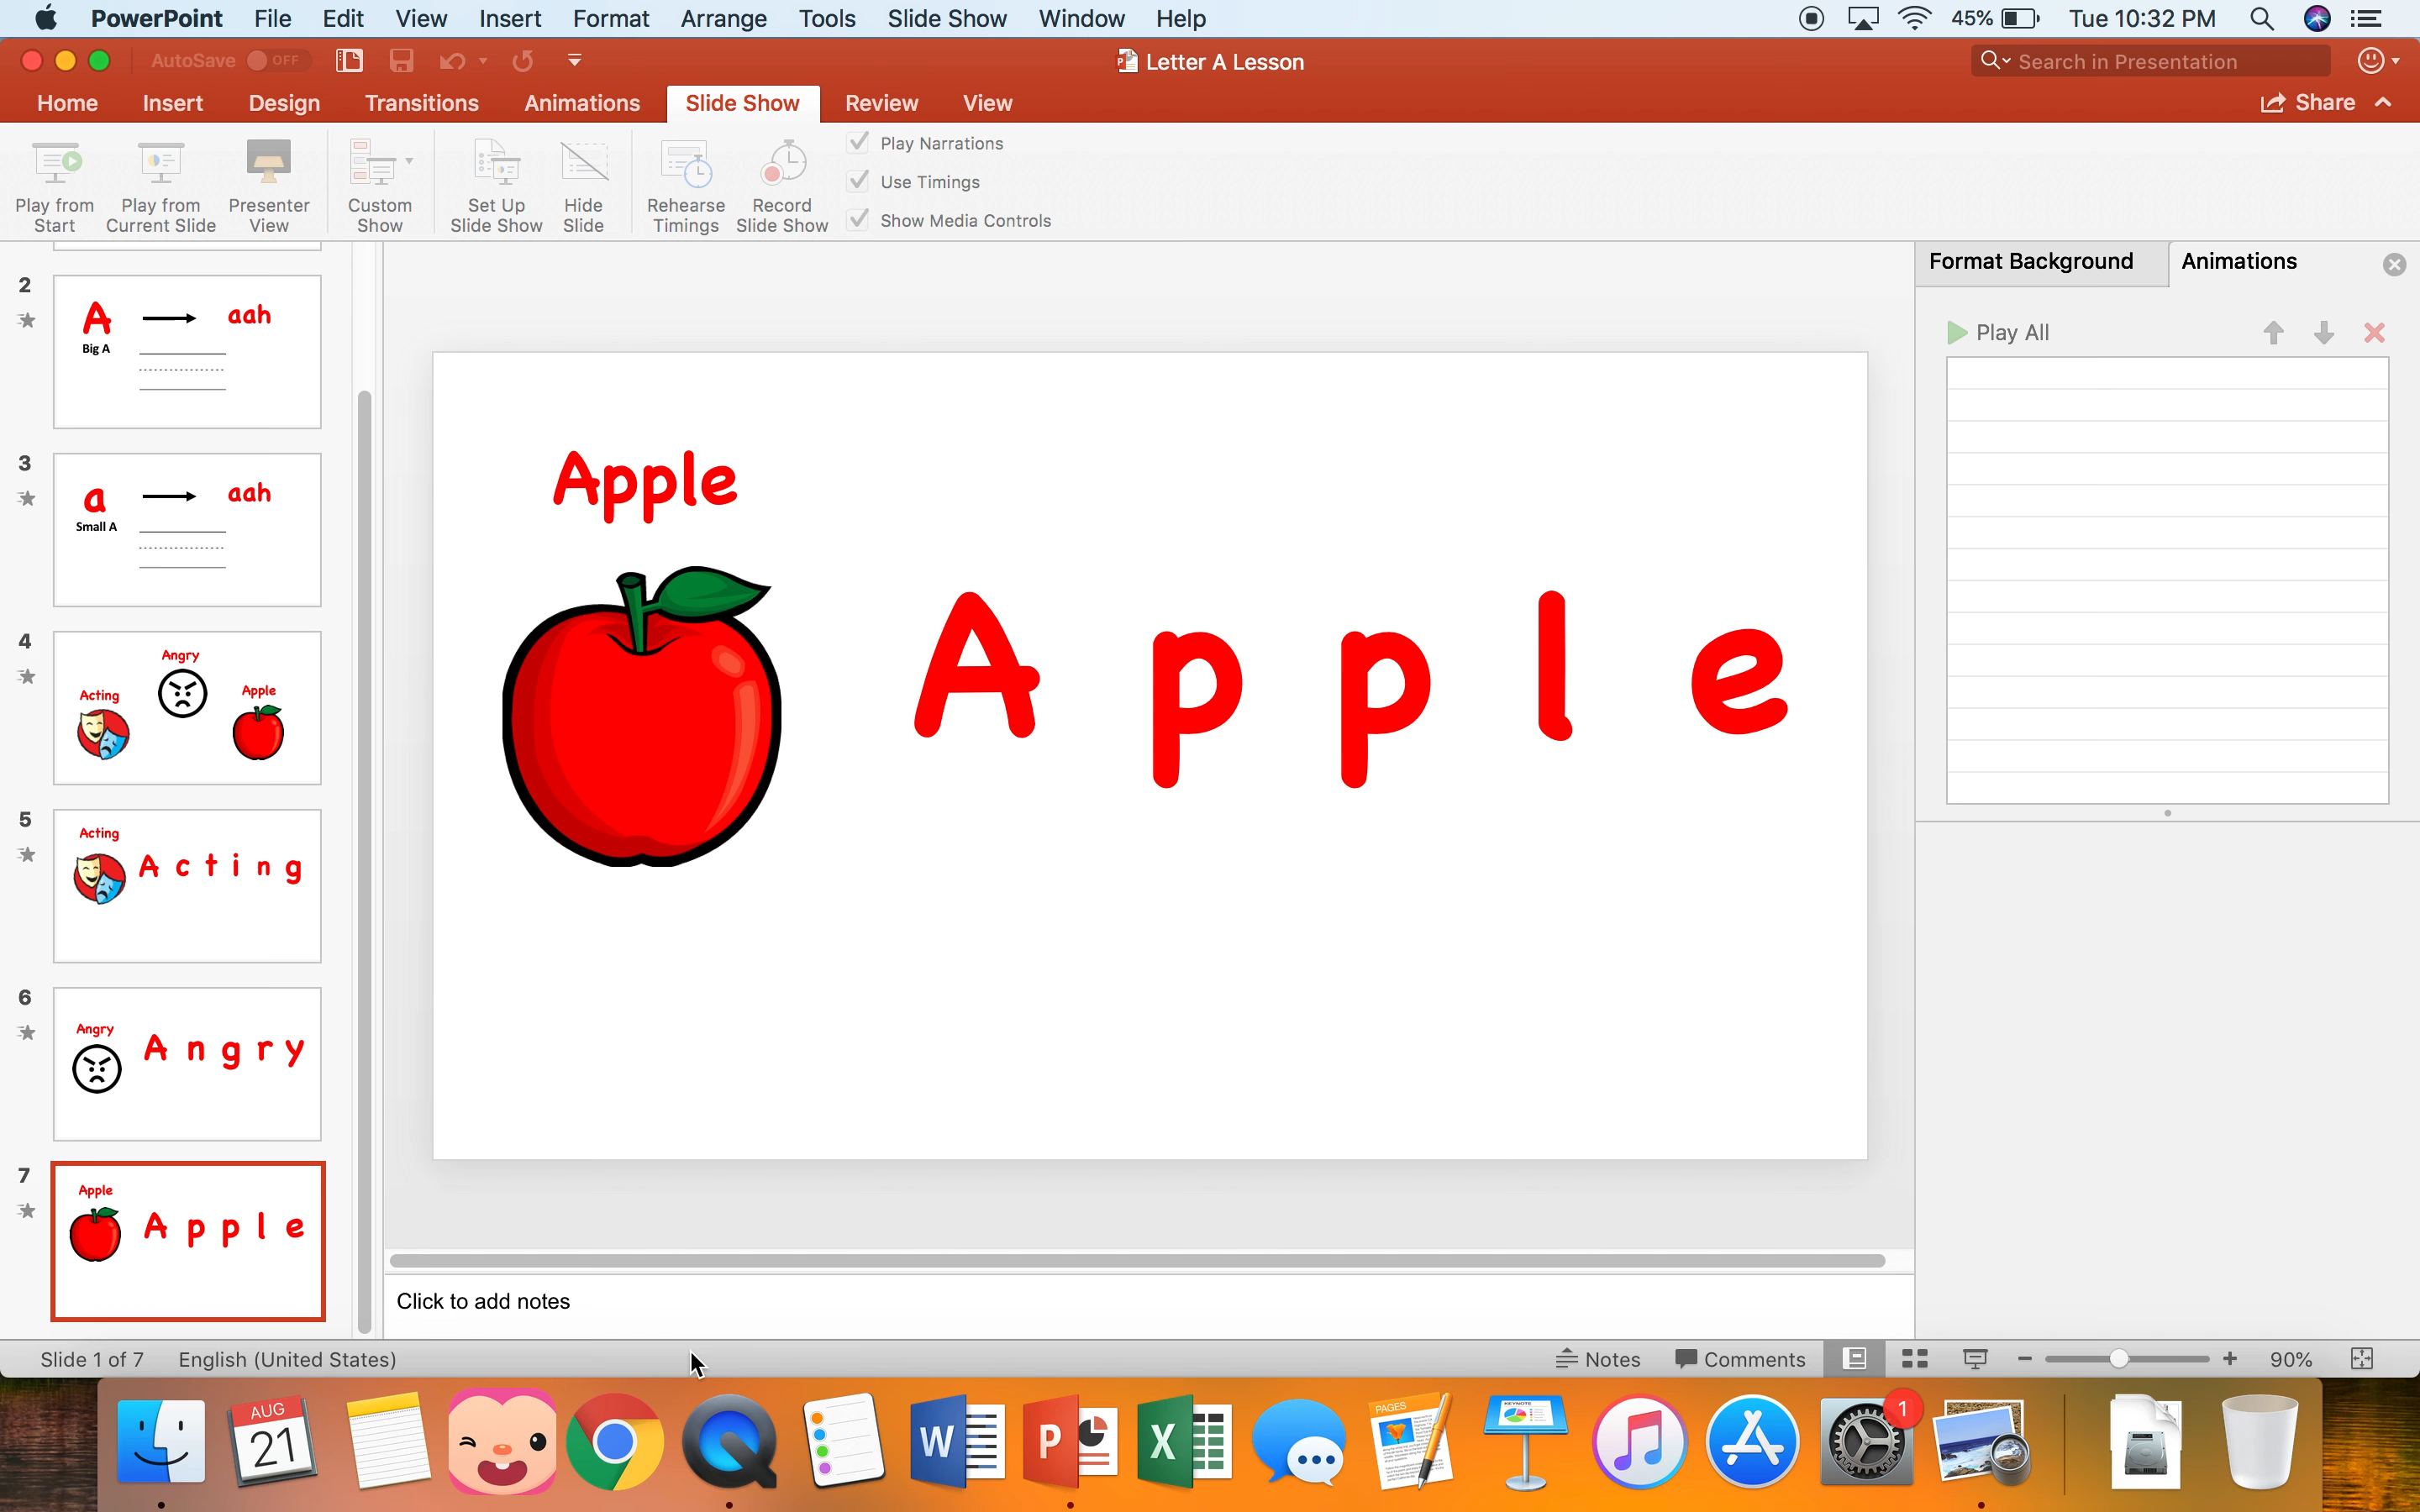 PowerPoint File Edit View Insert Format Arrange Tools Slide Show Window Help 45% Tue 10:32 PM
AutoSave OFF Letter A Lesson Search in Presentation
Home Insert Design Transitions Animations Slide Show Review View Share
Play from Start
Play from Current Slide
Presenter View
Custom Show
Set Up Slide Show
Hide Slide
Rehearse Timings
Record Slide Show
Play Narrations
Use Timings
Show Media Controls
2
A aah
Big A
3
a aah
Small A
4
Angry
Acting
Apple
5
Acting
A c t i n g
6
Angry
A n g r y
7
Apple
A p p l e
Apple
A p p l e
Format Background Animations
Play All
Click to add notes
Slide 1 of 7 English (United States) Notes Comments 90%
AUG
21
W
P
X
PAGES
KEYNOTE
1